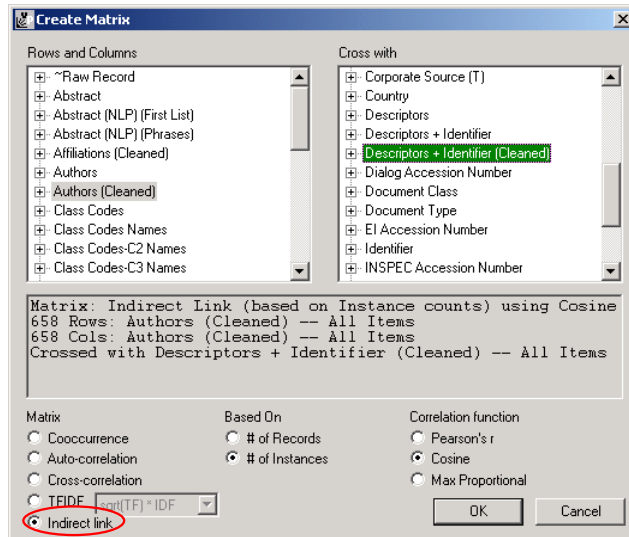 Create Matrix
Rows and Columns
~Raw Record
Abstract
Abstract (NLP) (First List)
Abstract (NLP) (Phrases)
Affiliations (Cleaned)
Authors
Authors (Cleaned)
Class Codes
Class Codes Names
Class Codes-C2 Names
Class Codes-C3 Names
Cross with
Corporate Source (T)
Country
Descriptors
Descriptors + Identifier
Descriptors + Identifier (Cleaned)
Dialog Accession Number
Document Class
Document Type
EI Accession Number
Identifier
INSPEC Accession Number
Matrix: Indirect Link (based on Instance counts) using Cosine
658 Rows: Authors (Cleaned) -- All Items
658 Cols: Authors (Cleaned) -- All Items
Crossed with Descriptors + Identifier (Cleaned) -- All Items
Matrix
Cooccurrence
Auto-correlation
Cross-correlation
TFIDF sqrt(TF) * IDF
Indirect link
Based On
# of Records
# of Instances
Correlation function
Pearson's r
Cosine
Max Proportional
OK
Cancel